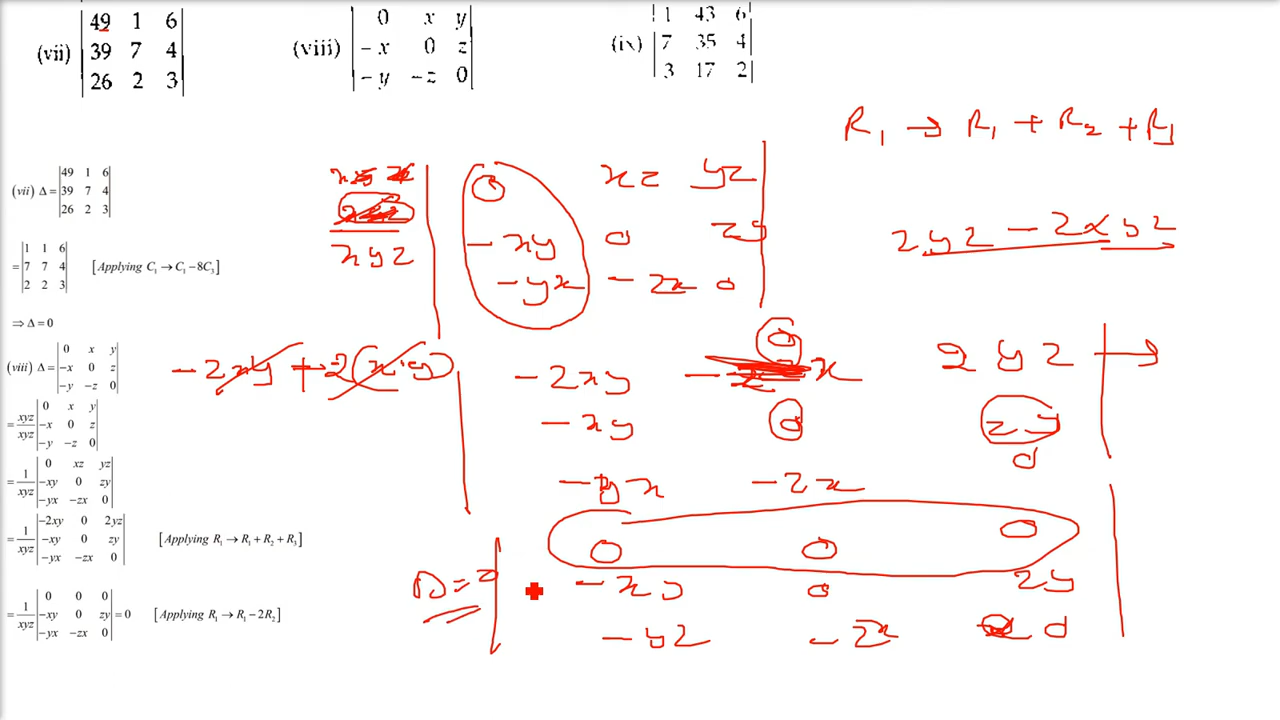 (vii) |49 1 6|
|39 7 4|
|26 2 3|
(viii) |0 x y|
|-x 0 z|
|-y -z 0|
(ix) |1 43 6|
|7 35 4|
|3 17 2|
R₁ → R₁ + R₂ + R₃
(vii) Δ = |49 1 6|
|39 7 4|
|26 2 3|
= |1 1 6|
|7 7 4|
|2 2 3|
[Applying C₁ → C₁ - 8C₃]
⇒ Δ = 0
(viii) Δ = |0 x y|
|-x 0 z|
|-y -z 0|
= xyz/xyz |0 x y|
|-x 0 z|
|-y -z 0|
= 1/xyz |0 xz yz|
|-xy 0 zy|
|-yx -zx 0|
= 1/xyz |-2xy 0 2yz|
|-xy 0 zy|
|-yx -zx 0|
[Applying R₁ → R₁ + R₂ + R₃]
= 1/xyz |0 0 0|
|-xy 0 zy|
|-yx -zx 0| = 0
[Applying R₁ → R₁ - 2R₂]
xyz
0 xz yz
-xy 0 zy
-yx -zx 0
2yz - 2xyz
-2xy + 2(x·y)
-2xy 0 x 2yz
-xy 0 zy
-yx -zx 0
0 0 0
-xy 0 zy
-yz -zx 0